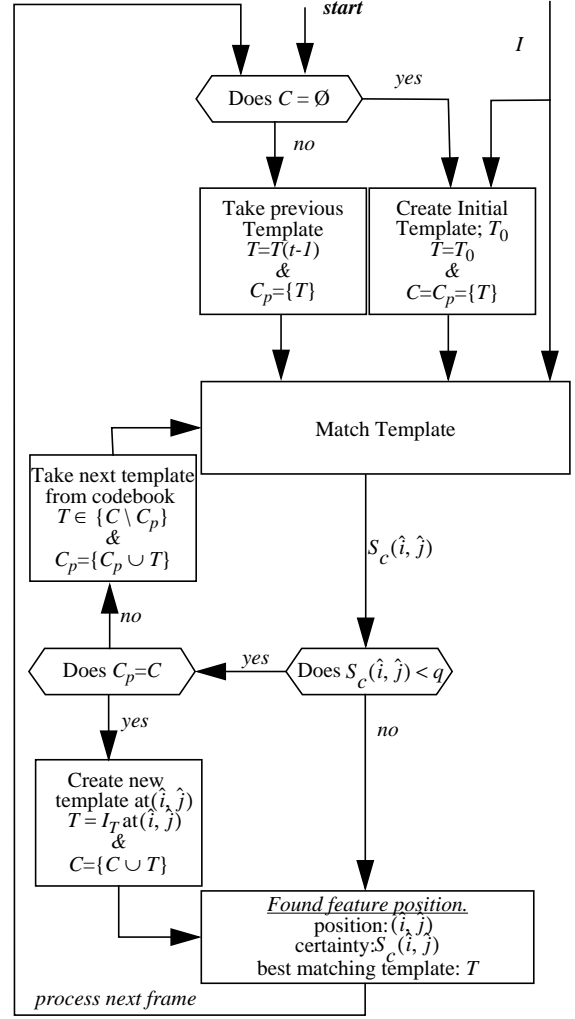 start
I
Does C = Ø
yes
no
Take previous
Template
T=T(t-1)
&
C_p={T}
Create Initial
Template; T_0
T=T_0
&
C=C_p={T}
Match Template
Take next template
from codebook
T ∈ {C \ C_p}
&
C_p={C_p ∪ T}
S_c(î, ĵ)
no
Does C_p=C
yes
Does S_c(î, ĵ) < q
yes
no
Create new
template at(î, ĵ)
T = I_T at(î, ĵ)
&
C={C ∪ T}
Found feature position.
position:(î, ĵ)
certainty:S_c(î, ĵ)
best matching template: T
process next frame